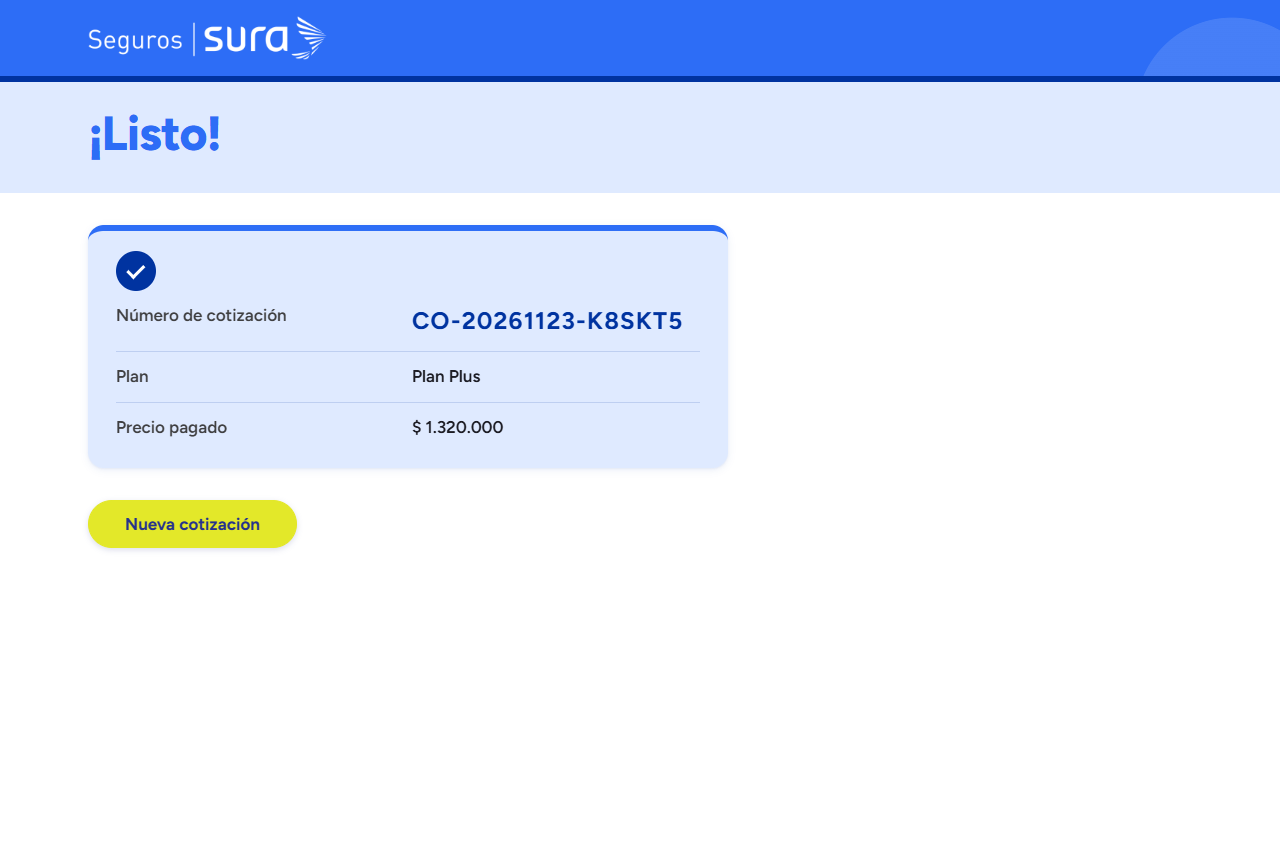 Seguros | sura
¡Listo!
Número de cotización
CO-20261123-K8SKT5
Plan
Plan Plus
Precio pagado
$ 1.320.000
Nueva cotización